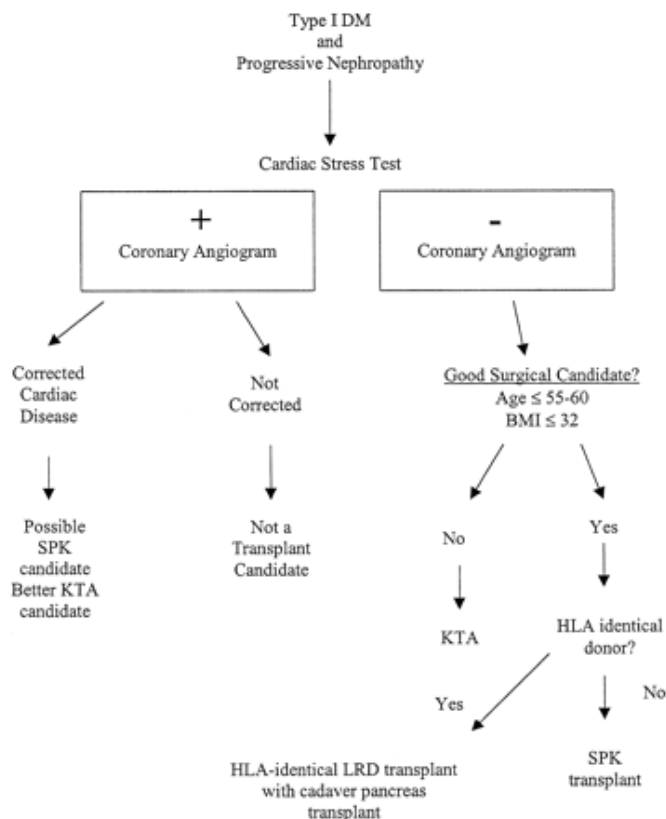 Type I DM
and
Progressive Nephropathy
Cardiac Stress Test
+
Coronary Angiogram
-
Coronary Angiogram
Corrected
Cardiac
Disease
Not
Corrected
Good Surgical Candidate?
Age ≤ 55-60
BMI ≤ 32
Possible
SPK
candidate
Better KTA
candidate
Not a
Transplant
Candidate
No
Yes
KTA
HLA identical
donor?
Yes
No
HLA-identical LRD transplant
with cadaver pancreas
transplant
SPK
transplant